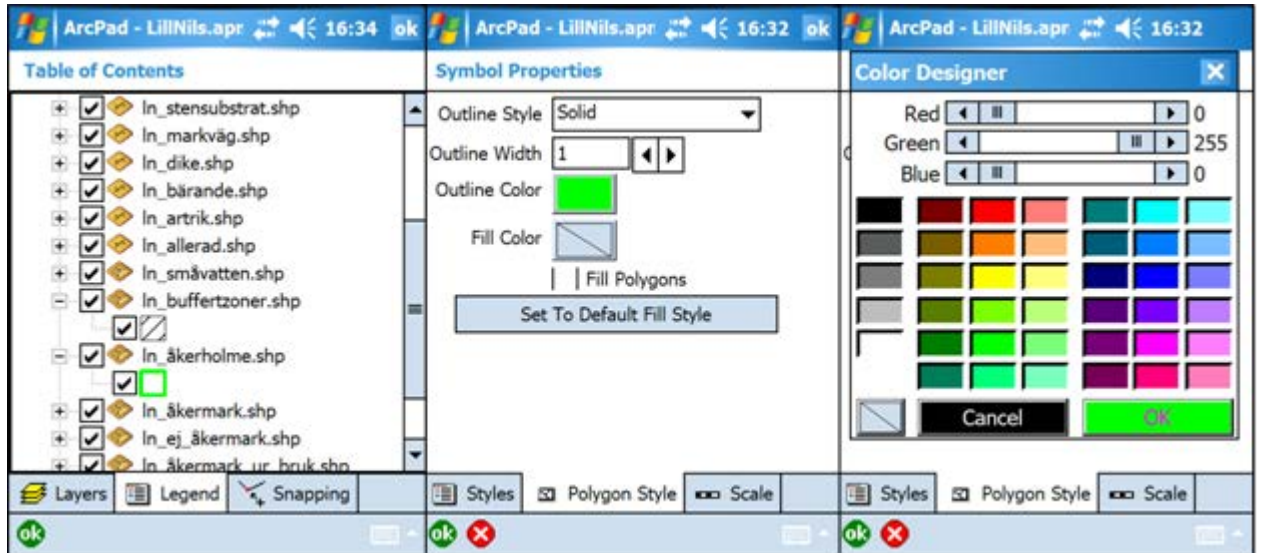 ArcPad - LillNils.apr 16:34 ok
Table of Contents
ln_stensubstrat.shp
ln_markväg.shp
ln_dike.shp
ln_bärande.shp
ln_artrik.shp
ln_allerad.shp
ln_småvatten.shp
ln_buffertzoner.shp
ln_åkerholme.shp
ln_åkermark.shp
ln_ej_åkermark.shp
ln_åkermark_ur_bruk.shp
Layers Legend Snapping
ok
ArcPad - LillNils.apr 16:32 ok
Symbol Properties
Outline Style Solid
Outline Width 1
Outline Color
Fill Color
Fill Polygons
Set To Default Fill Style
Styles Polygon Style Scale
ok
ArcPad - LillNils.apr 16:32
Color Designer
Red 0
Green 255
Blue 0
Cancel OK
Styles Polygon Style Scale
ok